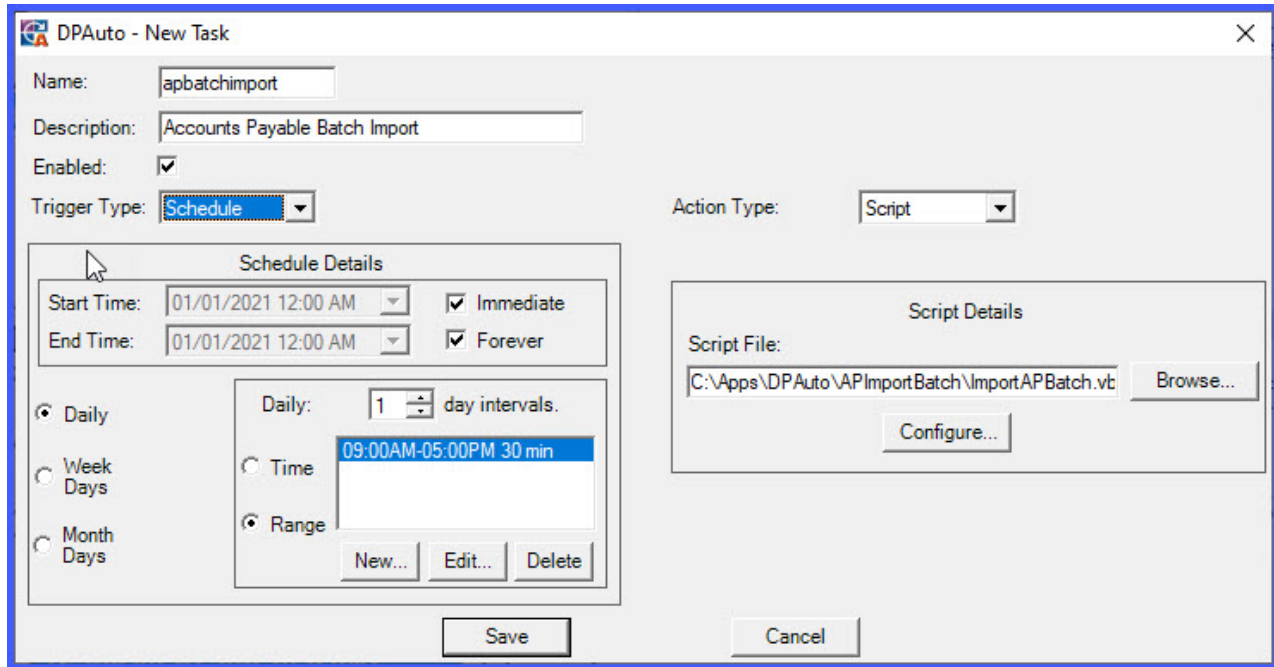 DPAuto - New Task
Name: apbatchimport
Description: Accounts Payable Batch Import
Enabled:
Trigger Type: Schedule
Action Type: Script
Schedule Details
Start Time: 01/01/2021 12:00 AM Immediate
End Time: 01/01/2021 12:00 AM Forever
Daily
Week
Days
Month
Days
Daily: 1 day intervals.
Time
Range
09:00AM-05:00PM 30 min
New... Edit... Delete
Script Details
Script File:
C:\Apps\DPAuto\APImportBatch\ImportAPBatch.vb Browse...
Configure...
Save Cancel